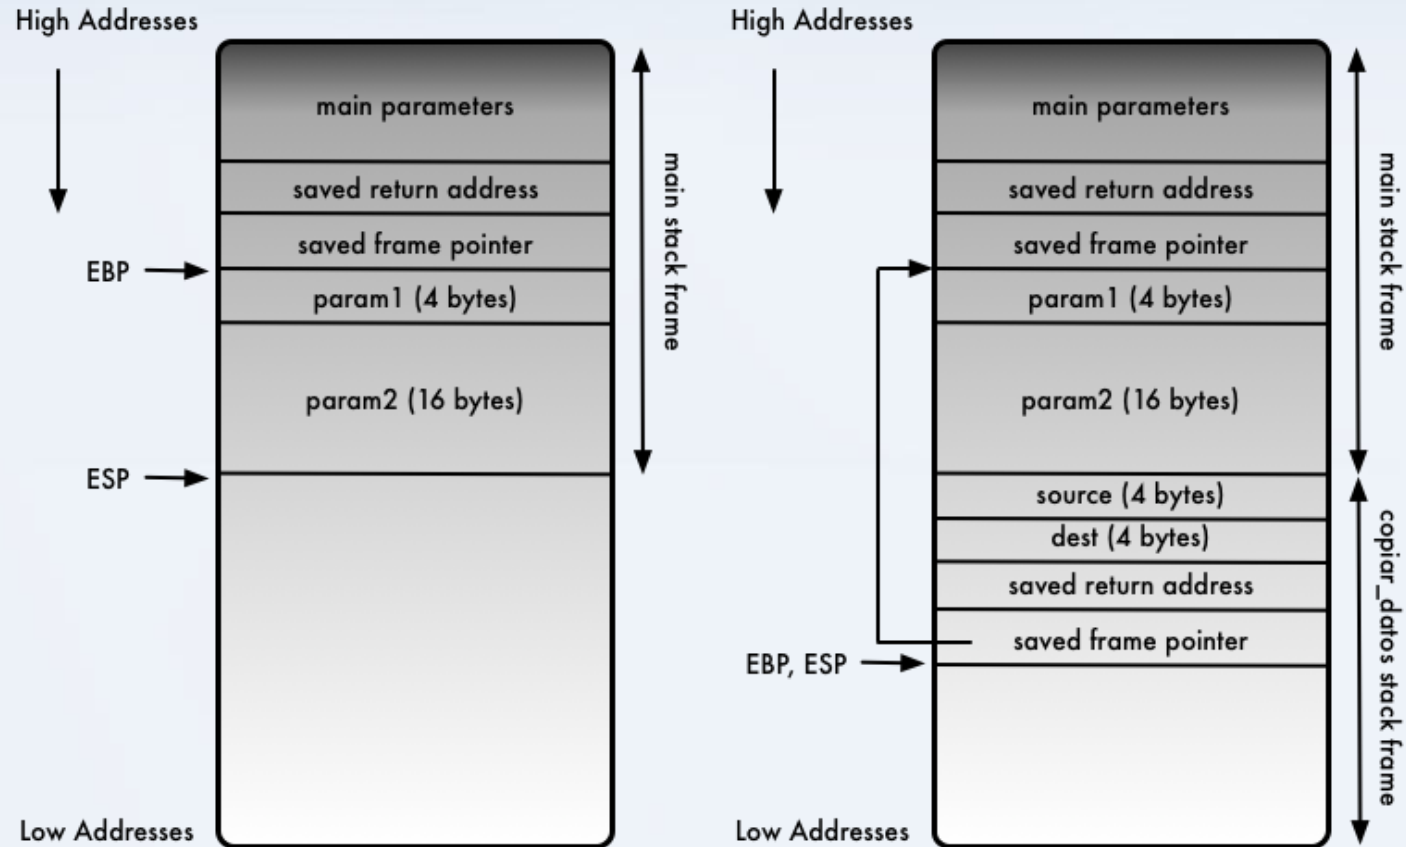 High Addresses
main parameters
saved return address
saved frame pointer
EBP
param1 (4 bytes)
param2 (16 bytes)
ESP
main stack frame
Low Addresses
High Addresses
main parameters
saved return address
saved frame pointer
param1 (4 bytes)
param2 (16 bytes)
source (4 bytes)
dest (4 bytes)
saved return address
saved frame pointer
EBP, ESP
main stack frame
copiar_datos stack frame
Low Addresses